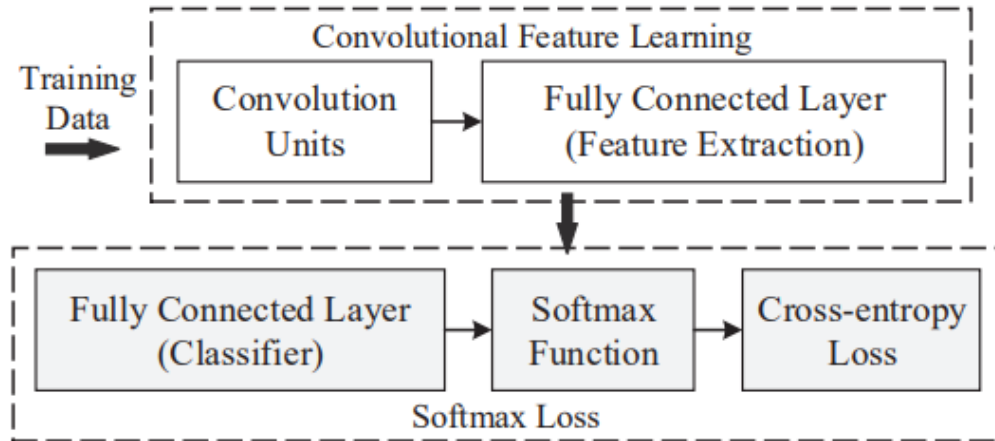 Convolutional Feature Learning
Training
Data
Convolution
Units
Fully Connected Layer
(Feature Extraction)
Fully Connected Layer
(Classifier)
Softmax
Function
Cross-entropy
Loss
Softmax Loss